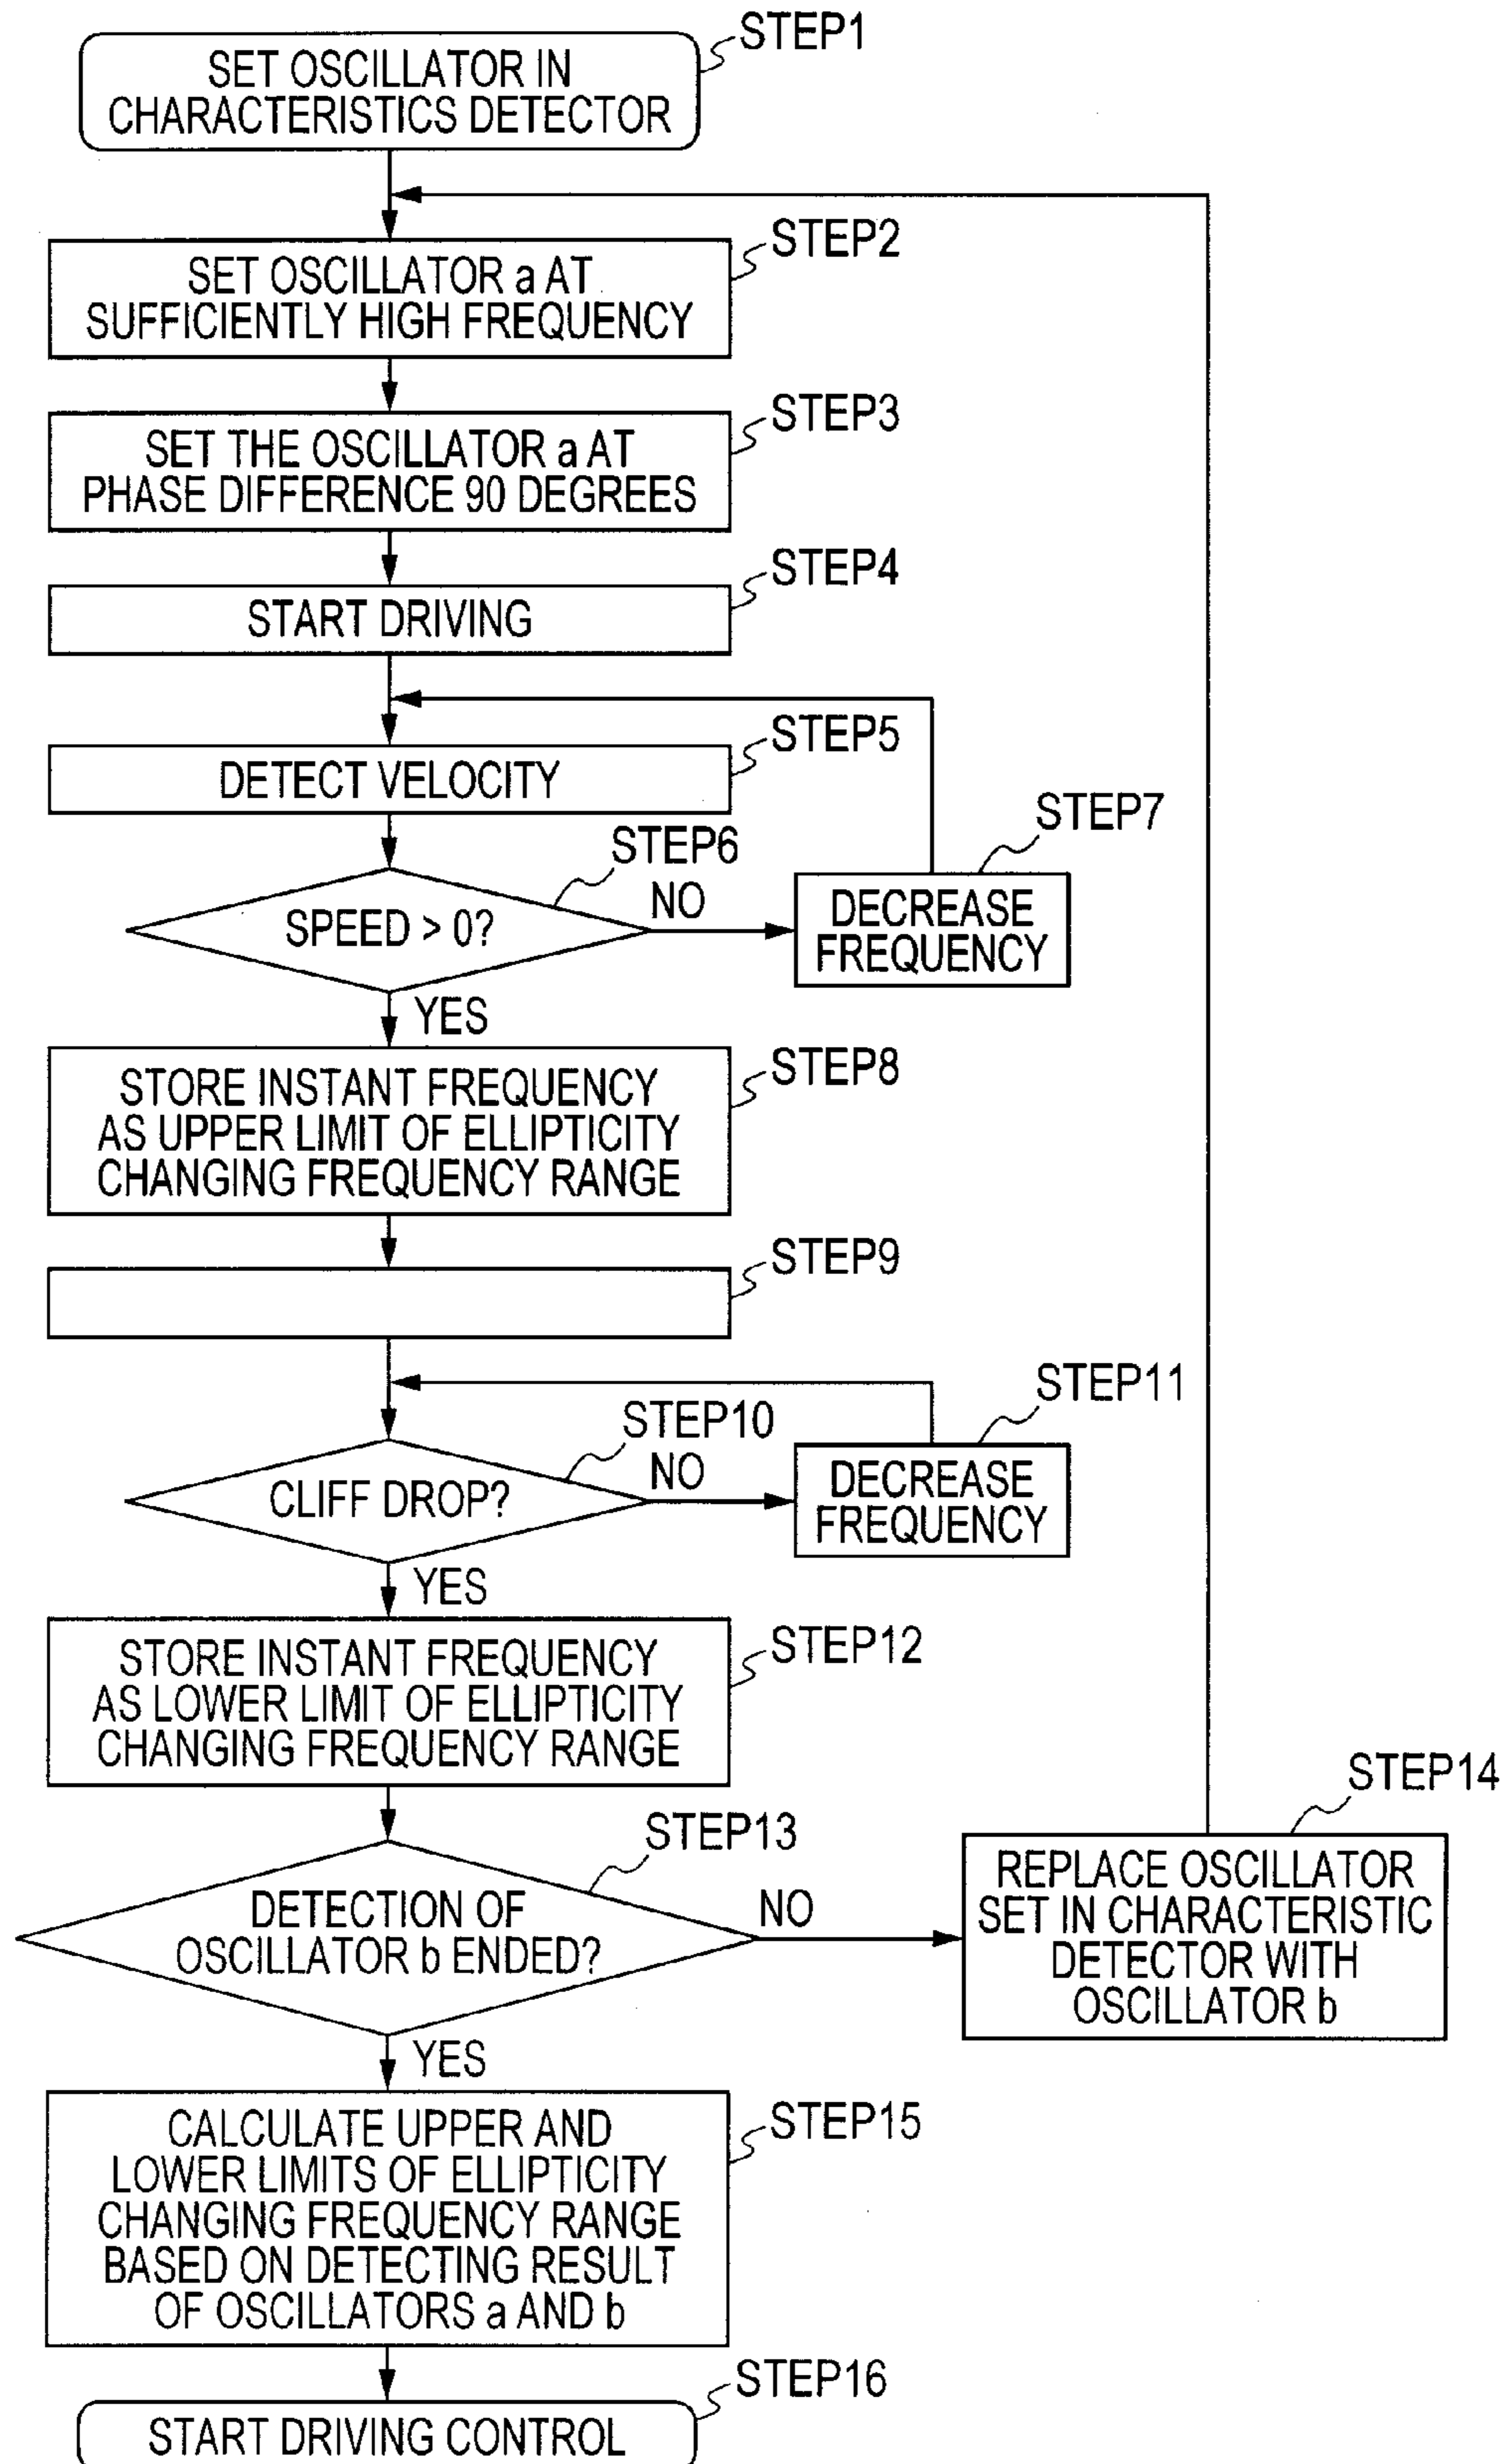 STEP1
SET OSCILLATOR IN
CHARACTERISTICS DETECTOR
STEP2
SET OSCILLATOR a AT
SUFFICIENTLY HIGH FREQUENCY
STEP3
SET THE OSCILLATOR a AT
PHASE DIFFERENCE 90 DEGREES
STEP4
START DRIVING
STEP5
DETECT VELOCITY
STEP6
SPEED > 0?
NO
STEP7
DECREASE
FREQUENCY
YES
STEP8
STORE INSTANT FREQUENCY
AS UPPER LIMIT OF ELLIPTICITY
CHANGING FREQUENCY RANGE
STEP9
STEP10
CLIFF DROP?
NO
STEP11
DECREASE
FREQUENCY
YES
STEP12
STORE INSTANT FREQUENCY
AS LOWER LIMIT OF ELLIPTICITY
CHANGING FREQUENCY RANGE
STEP13
DETECTION OF
OSCILLATOR b ENDED?
NO
STEP14
REPLACE OSCILLATOR
SET IN CHARACTERISTIC
DETECTOR WITH
OSCILLATOR b
YES
STEP15
CALCULATE UPPER AND
LOWER LIMITS OF ELLIPTICITY
CHANGING FREQUENCY RANGE
BASED ON DETECTING RESULT
OF OSCILLATORS a AND b
STEP16
START DRIVING CONTROL